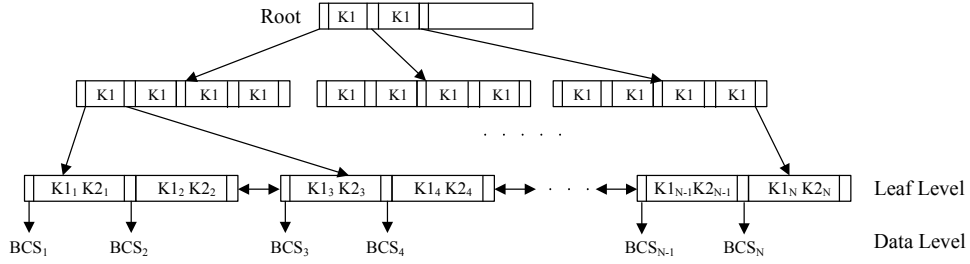 Root K1 K1
K1 K1 K1 K1 K1 K1 K1 K1 K1 K1 K1 K1
. . . . .
K1₁ K2₁ K1₂ K2₂ K1₃ K2₃ K1₄ K2₄ . . . K1N-1K2N-1 K1N K2N Leaf Level
BCS₁ BCS₂ BCS₃ BCS₄ BCSN-1 BCSN Data Level